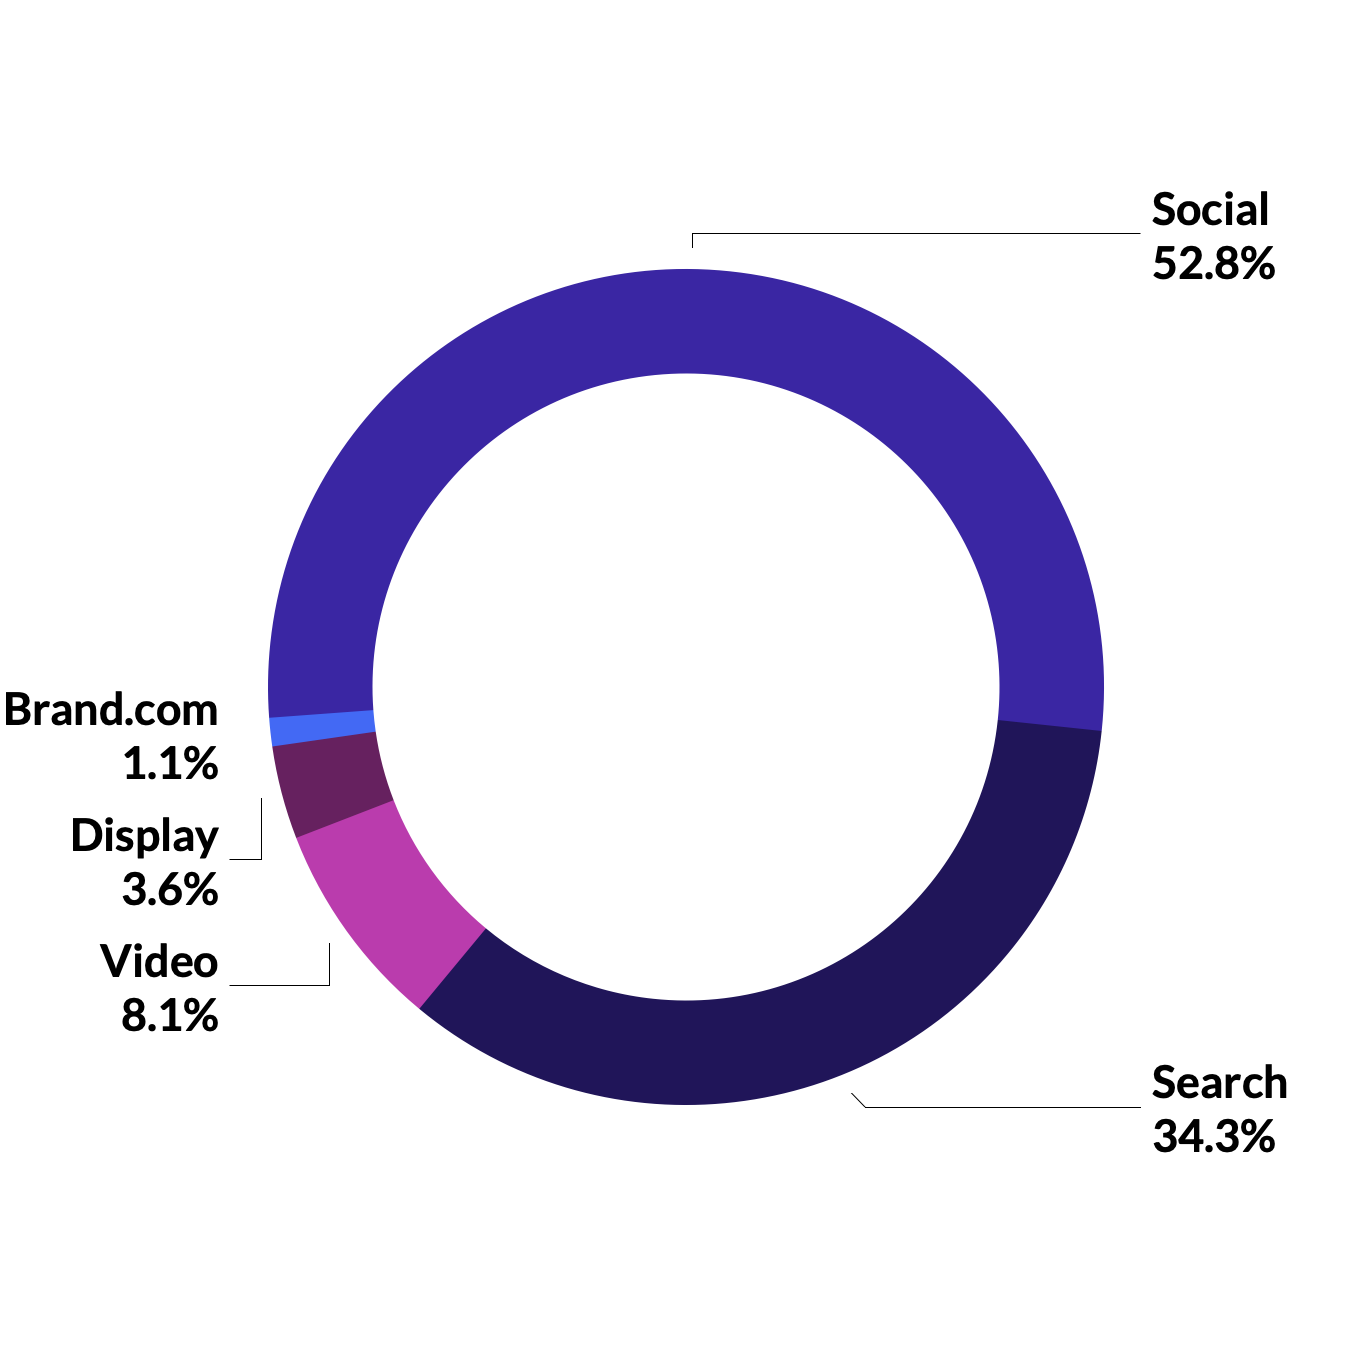 Social
52.8%
Brand.com
1.1%
Display
3.6%
Video
8.1%
Search
34.3%